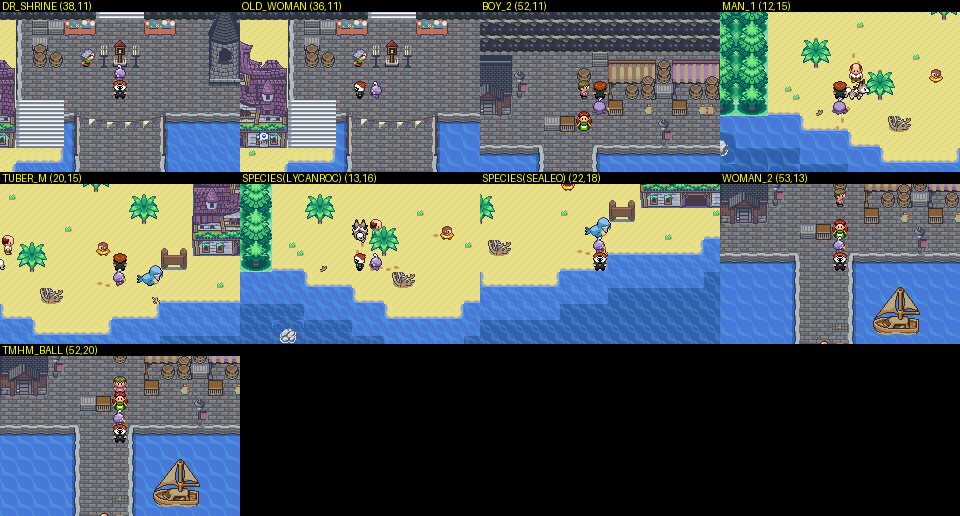 DR_SHRINE (38,11)
OLD_WOMAN (36,11)
BOY_2 (52,11)
MAN_1 (12,15)
TUBER_M (20,15)
SPECIES(LYCANROC) (13,16)
SPECIES(SEALEO) (22,18)
WOMAN_2 (53,13)
TMHM_BALL (52,20)